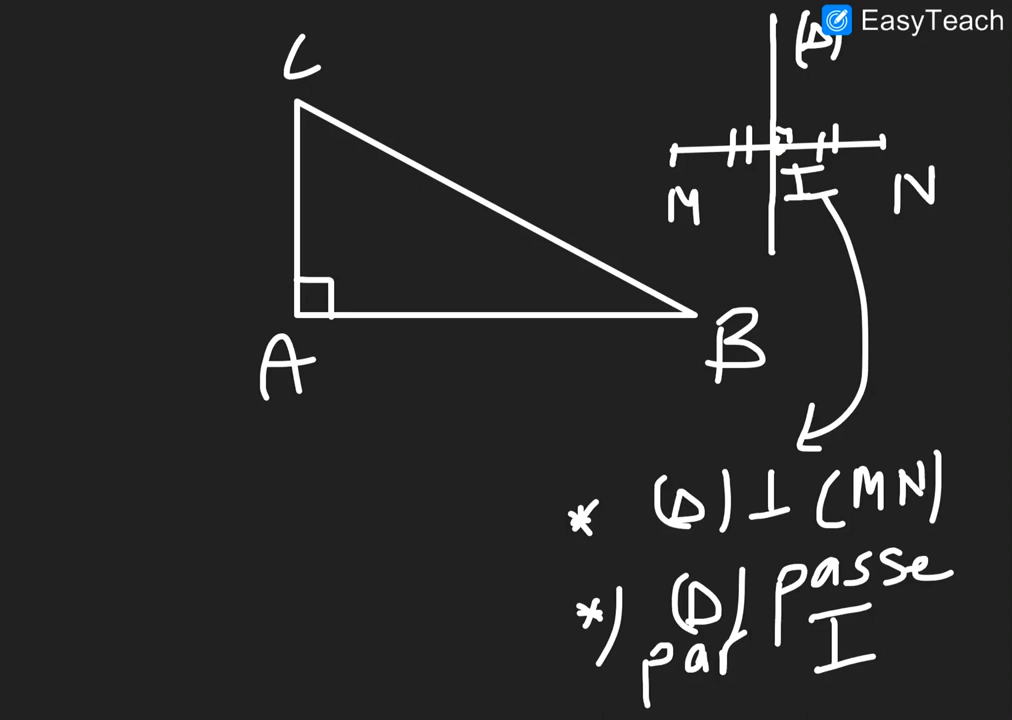 EasyTeach
(D)
C
M
I
N
A
B
* (D) ⊥ (MN)
*) (D) passe
par I